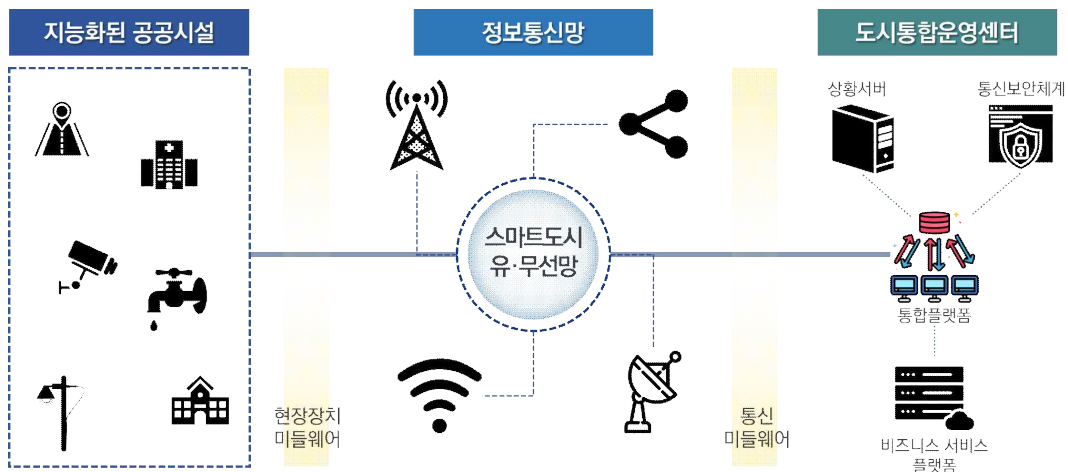 지능화된 공공시설
정보통신망
도시통합운영센터
상황서버
통신보안체계
스마트도시
유·무선망
통합플랫폼
현장장치
미들웨어
통신
미들웨어
비즈니스 서비스
플랫폼